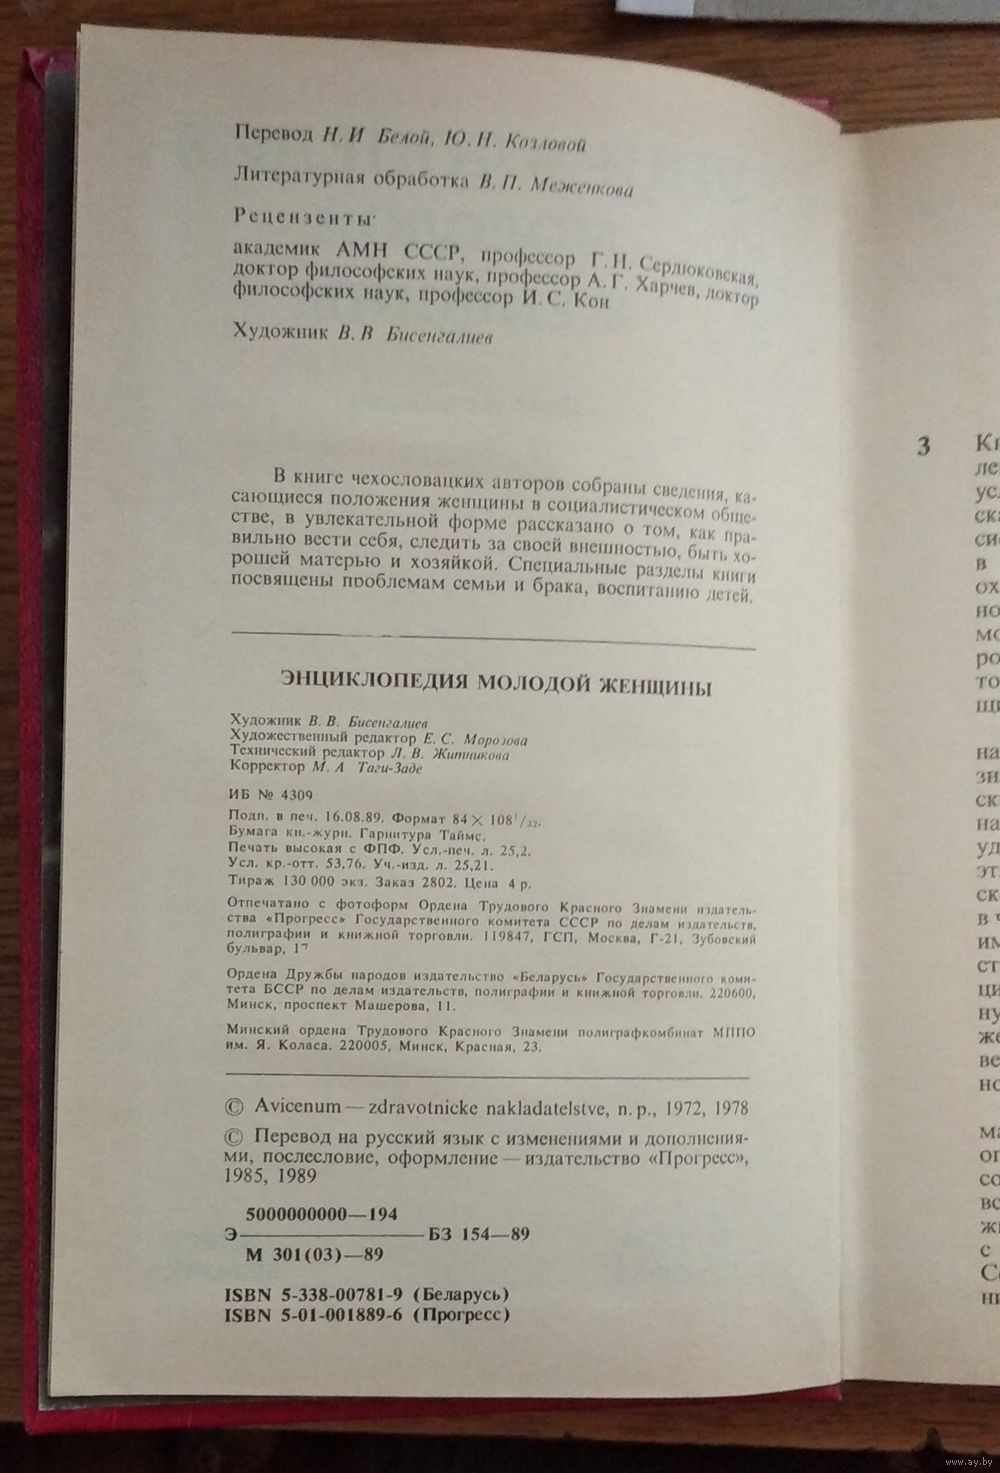 Перевод Н. И Белой, Ю. Н. Козловой
Литературная обработка В. П. Меженкова
Рецензенты:
академик АМН СССР, профессор Г. Н. Сердюковская,
доктор философских наук, профессор А. Г. Харчев, доктор
философских наук, профессор И. С. Кон
Художник В. В Бисенгалиев
В книге чехословацких авторов собраны сведения, ка-
сающиеся положения женщины в социалистическом обще-
стве, в увлекательной форме рассказано о том, как пра-
вильно вести себя, следить за своей внешностью, быть хо-
рошей матерью и хозяйкой. Специальные разделы книги
посвящены проблемам семьи и брака, воспитанию детей.
ЭНЦИКЛОПЕДИЯ МОЛОДОЙ ЖЕНЩИНЫ
Художник В. В. Бисенгалиев
Художественный редактор Е. С. Морозова
Технический редактор Л. В. Житникова
Корректор М. А Таги-Заде
ИБ № 4309
Подп. в печ. 16.08.89. Формат 84 × 108¹/₃₂.
Бумага кн.-журн. Гарнитура Таймс.
Печать высокая с ФПФ. Усл.-печ. л. 25,2.
Усл. кр.-отт. 53,76. Уч.-изд. л. 25,21.
Тираж 130 000 экз. Заказ 2802. Цена 4 р.
Отпечатано с фотоформ Ордена Трудового Красного Знамени издатель-
ства «Прогресс» Государственного комитета СССР по делам издательств,
полиграфии и книжной торговли. 119847, ГСП, Москва, Г-21, Зубовский
бульвар, 17
Ордена Дружбы народов издательство «Беларусь» Государственного коми-
тета БССР по делам издательств, полиграфии и книжной торговли. 220600,
Минск, проспект Машерова, 11.
Минский ордена Трудового Красного Знамени полиграфкомбинат МППО
им. Я. Коласа. 220005, Минск, Красная, 23.
© Avicenum — zdravotnicke nakladatelstve, n. p., 1972, 1978
© Перевод на русский язык с изменениями и дополнения-
ми, послесловие, оформление — издательство «Прогресс»,
1985, 1989
5000000000—194
Э — БЗ 154—89
М 301(03)—89
ISBN 5-338-00781-9 (Беларусь)
ISBN 5-01-001889-6 (Прогресс)
3
www.ay.by